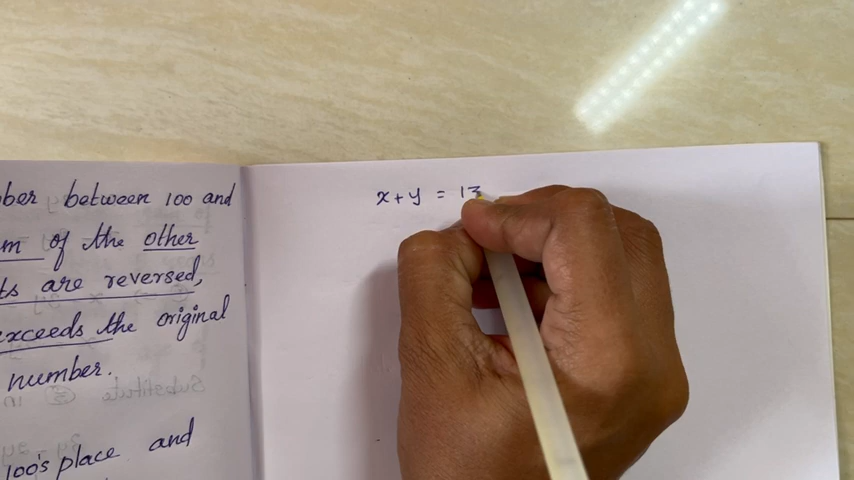 ber between 100 and
m of the other
ts are reversed,
exceeds the original
number.
100's place and
x + y = 13